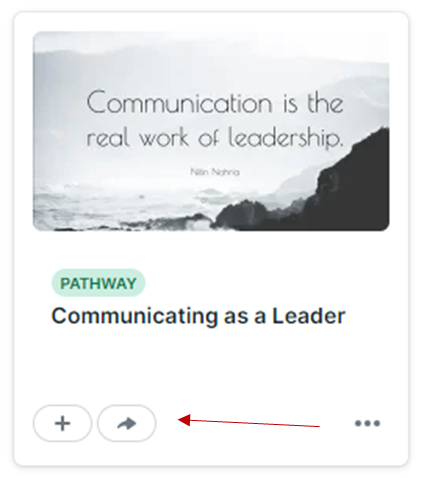 Communication is the
real work of leadership.
Nitin Nohria
PATHWAY
Communicating as a Leader